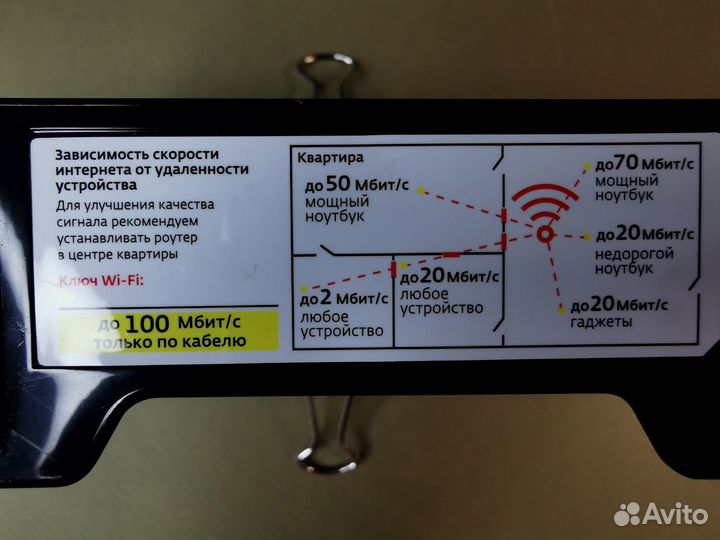 Зависимость скорости
интернета от удаленности
устройства
Для улучшения качества
сигнала рекомендуем
устанавливать роутер
в центре квартиры
Ключ Wi-Fi:
до 100 Мбит/с
только по кабелю
Квартира
до 50 Мбит/с
мощный
ноутбук
до 70 Мбит/с
мощный
ноутбук
до 20 Мбит/с
недорогой
ноутбук
до 2 Мбит/с
любое
устройство
до 20 Мбит/с
любое
устройство
до 20 Мбит/с
гаджеты
Avito